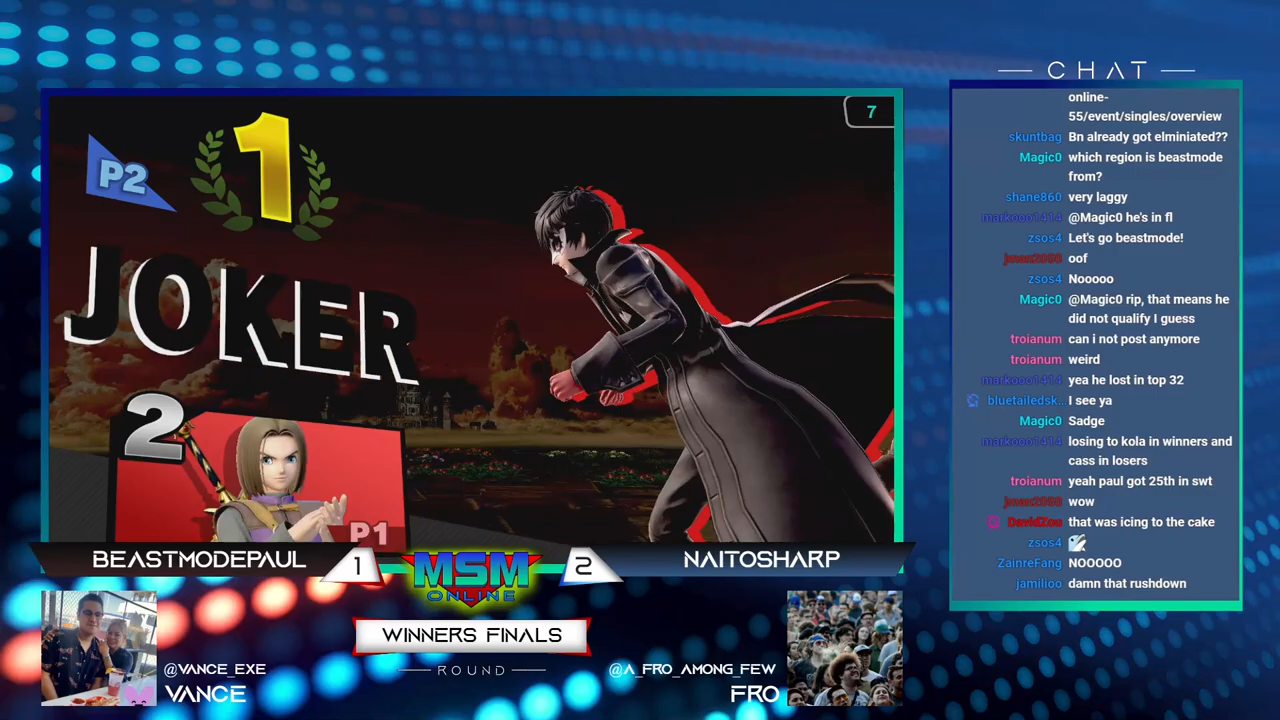 CHAT
7
P2
1
JOKER
2
P1
BEASTMODEPAUL
1
MSM
ONLINE
2
NAITOSHARP
WINNERS FINALS
ROUND
@VANCE_EXE
VANCE
@A_FRO_AMONG_FEW
FRO
online-
55/event/singles/overview
skuntbag Bn already got elminiated??
Magic0 which region is beastmode
from?
shane860 very laggy
markooo1414 @Magic0 he's in fl
zsos4 Let's go beastmode!
oof
zsos4 Nooooo
Magic0 @Magic0 rip, that means he
did not qualify I guess
troianum can i not post anymore
troianum weird
markooo1414 yea he lost in top 32
bluetailedsk... I see ya
Magic0 Sadge
markooo1414 losing to kola in winners and
cass in losers
troianum yeah paul got 25th in swt
wow
DavidZou that was icing to the cake
zsos4
ZainreFang NOOOOO
jamilioo damn that rushdown